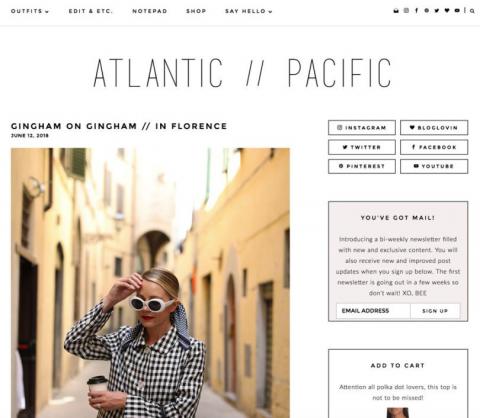 OUTFITS EDIT & ETC. NOTEPAD SHOP SAY HELLO
ATLANTIC // PACIFIC
GINGHAM ON GINGHAM // IN FLORENCE
JUNE 12, 2018
INSTAGRAM BLOGLOVIN
TWITTER FACEBOOK
PINTEREST YOUTUBE
YOU'VE GOT MAIL!
Introducing a bi-weekly newsletter filled
with new and exclusive content. You will
also receive new and improved post
updates when you sign up below. The first
newsletter is going out in a few weeks so
don't wait! XO, BEE
EMAIL ADDRESS SIGN UP
ADD TO CART
Attention all polka dot lovers, this top is
not to be missed!